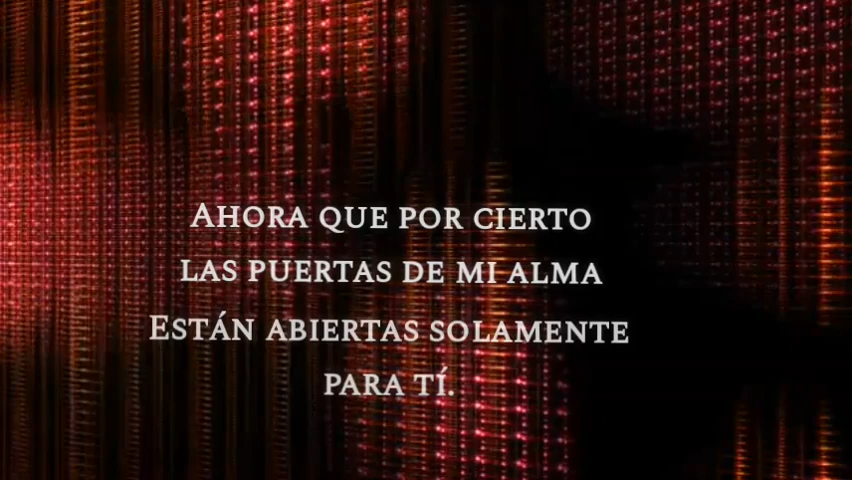 Ahora que por cierto
las puertas de mi alma
Están abiertas solamente
para tí.